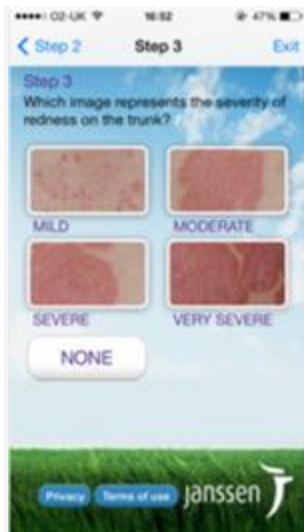 O2-UK 16:52 47%
Step 2 Step 3 Exit
Step 3
Which image represents the severity of
redness on the trunk?
MILD MODERATE
SEVERE VERY SEVERE
NONE
Privacy Terms of use janssen